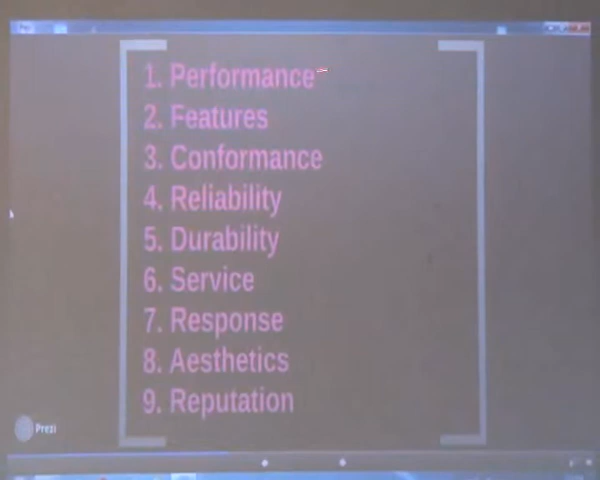 1. Performance
2. Features
3. Conformance
4. Reliability
5. Durability
6. Service
7. Response
8. Aesthetics
9. Reputation
Prezi